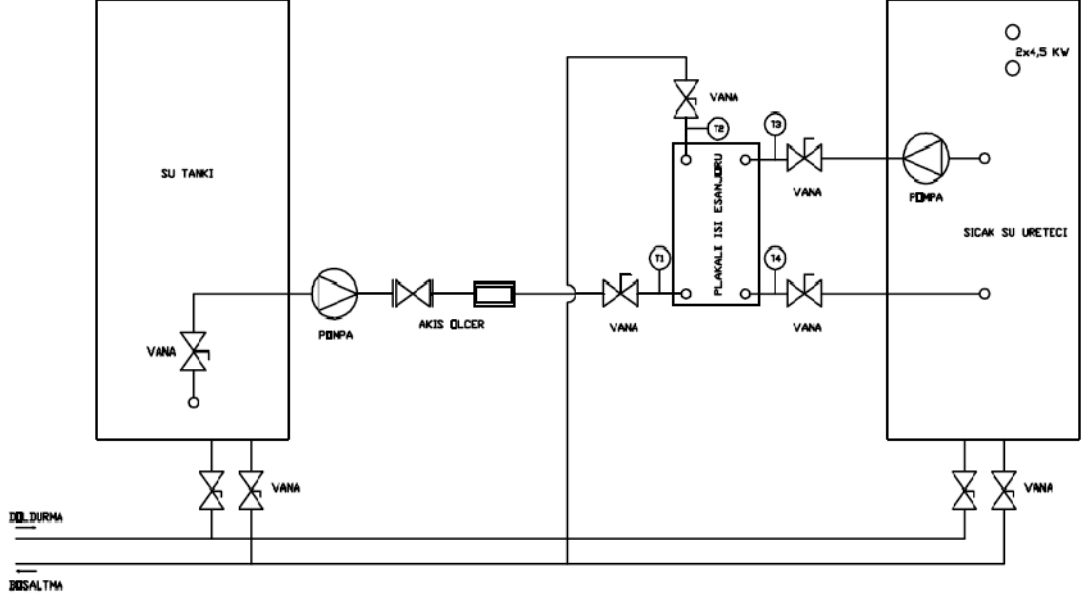 2x4,5 KW
VANA
T2
T3
SU TANKI
PLAKALI ISI ESANJORU
VANA
POMPA
SICAK SU URETECI
T1
T4
POMPA
AKIS OLCER
VANA
VANA
VANA
VANA
VANA
DOLDURMA
BOSALTMA